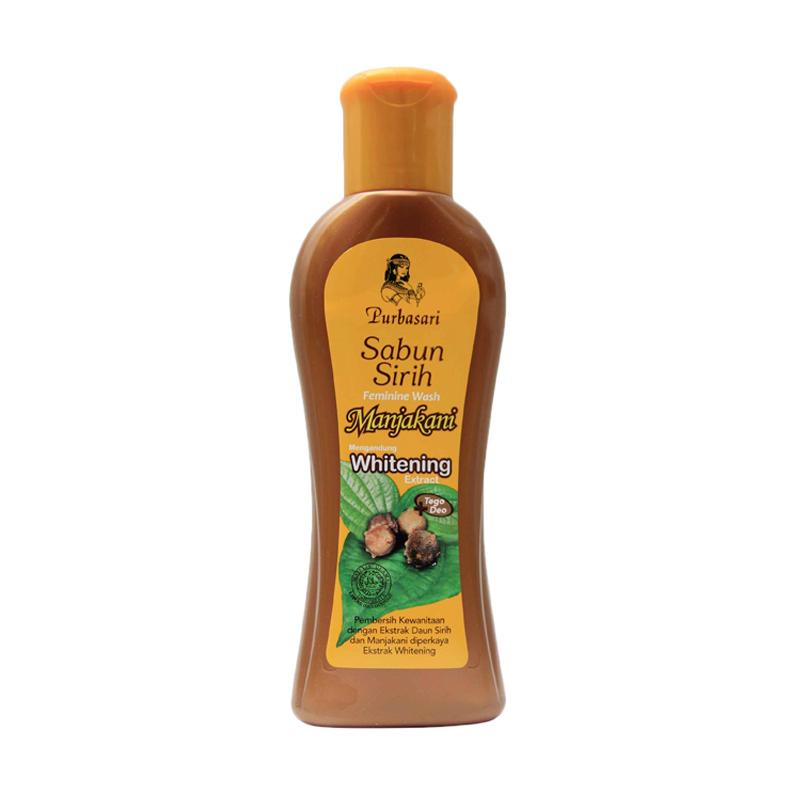 Purbasari
Sabun
Sirih
Feminine Wash
Manjakani
Mengandung
Whitening
Extract
Tego
Deo
Pembersih Kewanitaan
dengan Ekstrak Daun Sirih
dan Manjakani diperkaya
Ekstrak Whitening